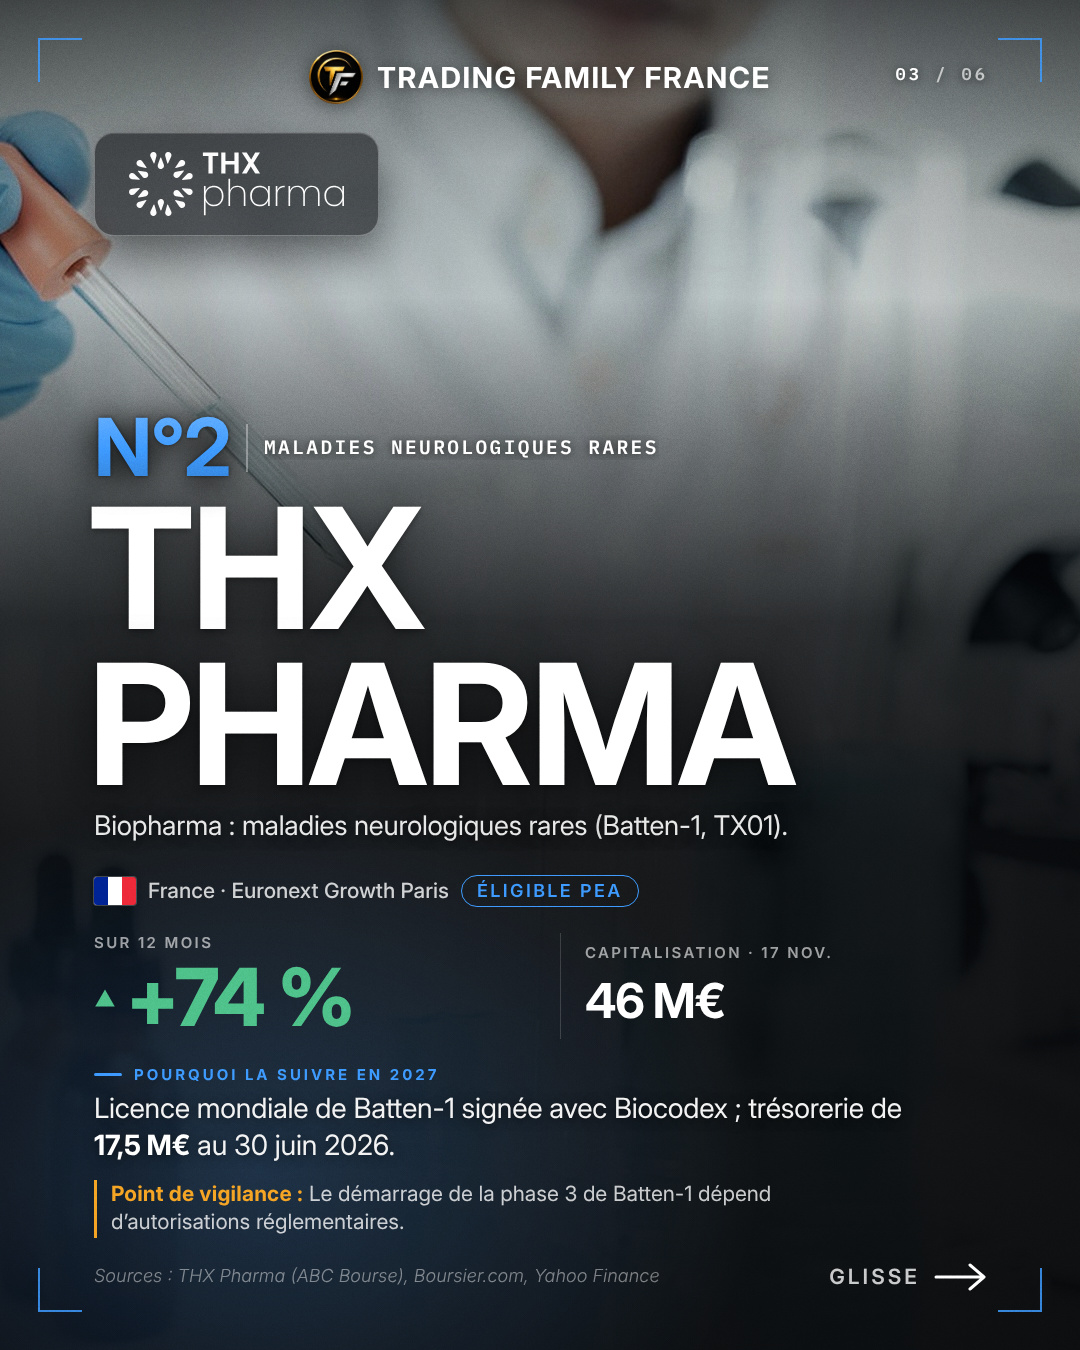 TF
TRADING FAMILY FRANCE
03 / 06
THX
pharma
N°2
MALADIES NEUROLOGIQUES RARES
THX
PHARMA
Biopharma : maladies neurologiques rares (Batten-1, TX01).
France · Euronext Growth Paris
ÉLIGIBLE PEA
SUR 12 MOIS
+74 %
CAPITALISATION · 17 NOV.
46 M€
POURQUOI LA SUIVRE EN 2027
Licence mondiale de Batten-1 signée avec Biocodex ; trésorerie de
17,5 M€ au 30 juin 2026.
Point de vigilance : Le démarrage de la phase 3 de Batten-1 dépend
d’autorisations réglementaires.
Sources : THX Pharma (ABC Bourse), Boursier.com, Yahoo Finance
GLISSE